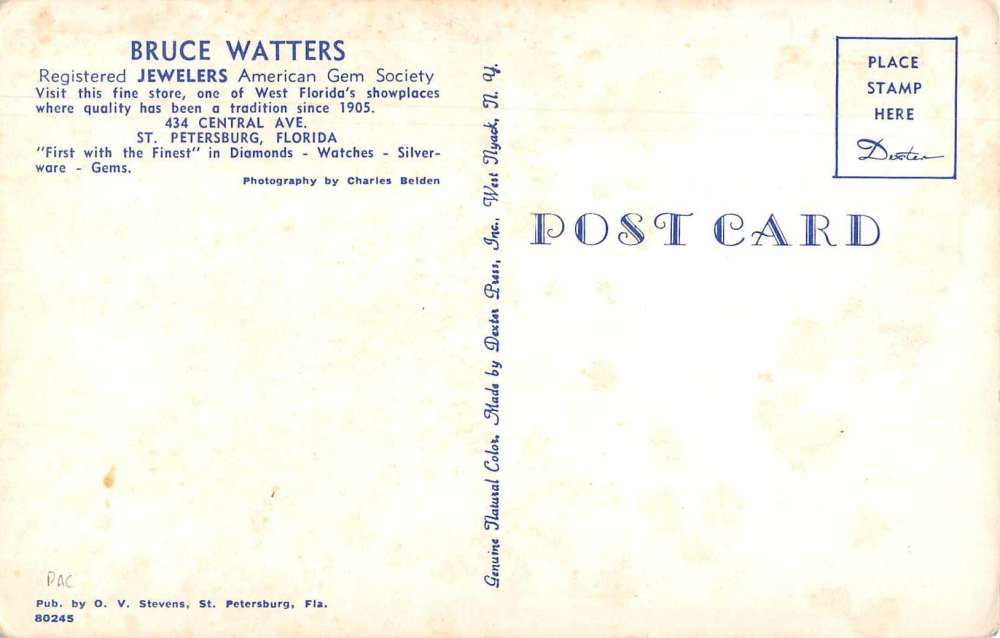 BRUCE WATTERS
Registered JEWELERS American Gem Society
Visit this fine store, one of West Florida's showplaces
where quality has been a tradition since 1905.
434 CENTRAL AVE.
ST. PETERSBURG, FLORIDA
"First with the Finest" in Diamonds - Watches - Silver-
ware - Gems.
Photography by Charles Belden
DAC
Pub. by O. V. Stevens, St. Petersburg, Fla.
80245
Genuine Natural Color, Made by Dexter Press, Inc., West Nyack, N. Y.
PLACE
STAMP
HERE
Dexter
POST CARD